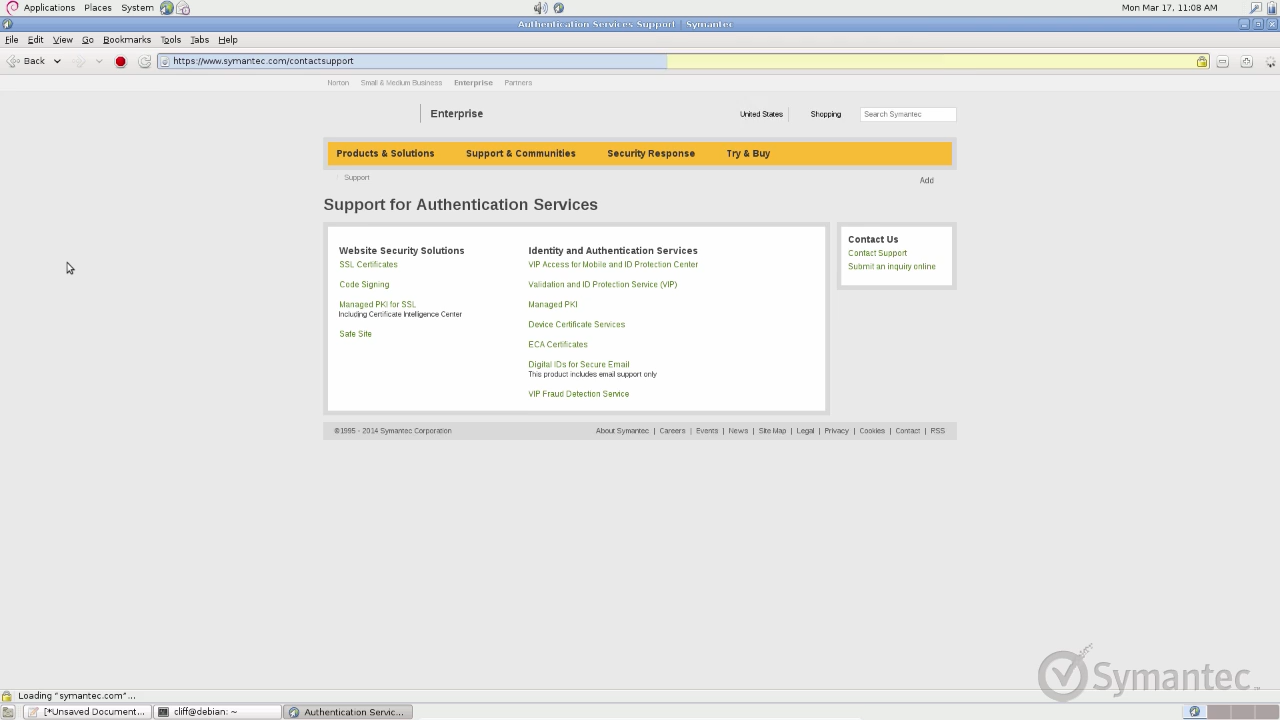 Applications Places System Mon Mar 17, 11:08 AM
Authentication Services Support | Symantec
File Edit View Go Bookmarks Tools Tabs Help
Back https://www.symantec.com/contactsupport
Norton Small & Medium Business Enterprise Partners
Enterprise United States Shopping Search Symantec
Products & Solutions Support & Communities Security Response Try & Buy
Support Add
Support for Authentication Services
Website Security Solutions
SSL Certificates
Code Signing
Managed PKI for SSL
Including Certificate Intelligence Center
Safe Site
Identity and Authentication Services
VIP Access for Mobile and ID Protection Center
Validation and ID Protection Service (VIP)
Managed PKI
Device Certificate Services
ECA Certificates
Digital IDs for Secure Email
This product includes email support only
VIP Fraud Detection Service
Contact Us
Contact Support
Submit an inquiry online
©1995 - 2014 Symantec Corporation About Symantec | Careers | Events | News | Site Map | Legal | Privacy | Cookies | Contact | RSS
Symantec™
Loading "symantec.com"...
[*Unsaved Document... cliff@debian: ~ Authentication Servic...